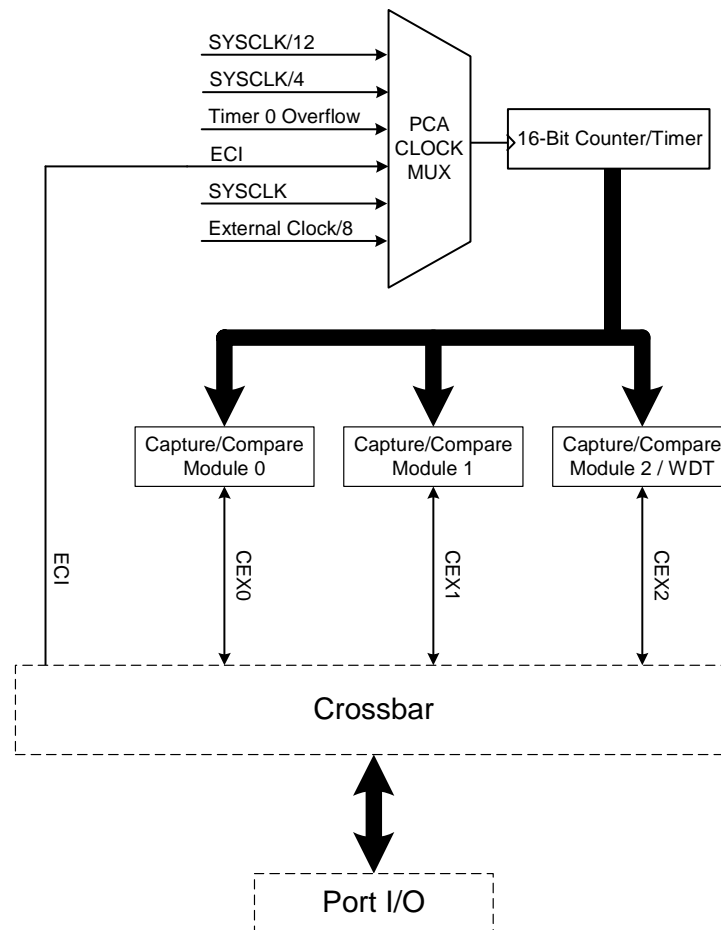 SYSCLK/12
SYSCLK/4
Timer 0 Overflow
ECI
SYSCLK
External Clock/8
PCA
CLOCK
MUX
16-Bit Counter/Timer
Capture/Compare
Module 0
Capture/Compare
Module 1
Capture/Compare
Module 2 / WDT
ECI
CEX0
CEX1
CEX2
Crossbar
Port I/O